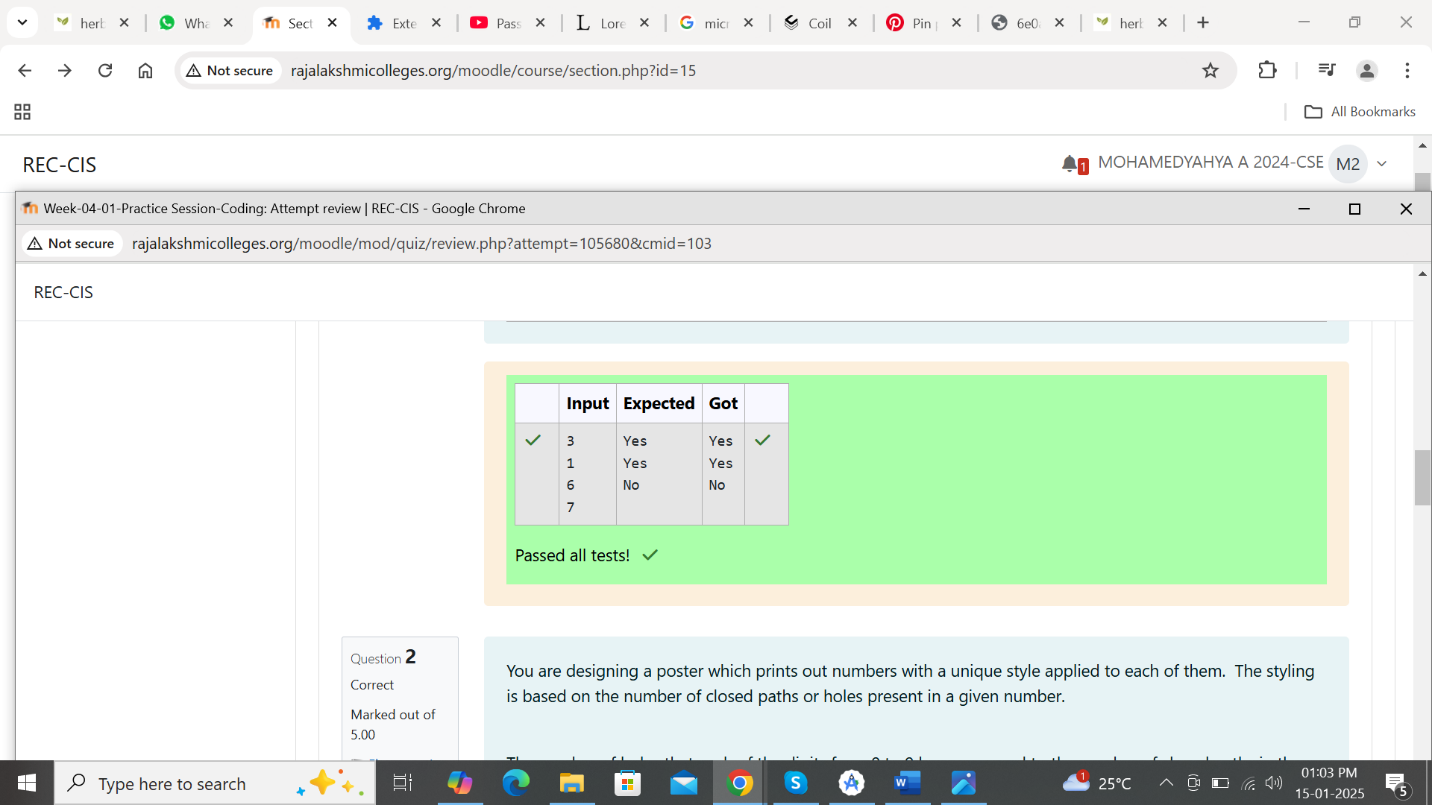 herb
Wha
Sect
Exte
Pass
Lore
micr
Coil
Pin
6e0
herb
Not secure
rajalakshmicolleges.org/moodle/course/section.php?id=15
All Bookmarks
REC-CIS
1
MOHAMEDYAHYA A 2024-CSE
M2
Week-04-01-Practice Session-Coding: Attempt review | REC-CIS - Google Chrome
Not secure
rajalakshmicolleges.org/moodle/mod/quiz/review.php?attempt=105680&cmid=103
REC-CIS
Input Expected Got
3 Yes Yes
1 Yes Yes
6 No No
7
Passed all tests!
Question 2
Correct
Marked out of
5.00
You are designing a poster which prints out numbers with a unique style applied to each of them. The styling
is based on the number of closed paths or holes present in a given number.
Type here to search
1
25°C
01:03 PM
15-01-2025
5